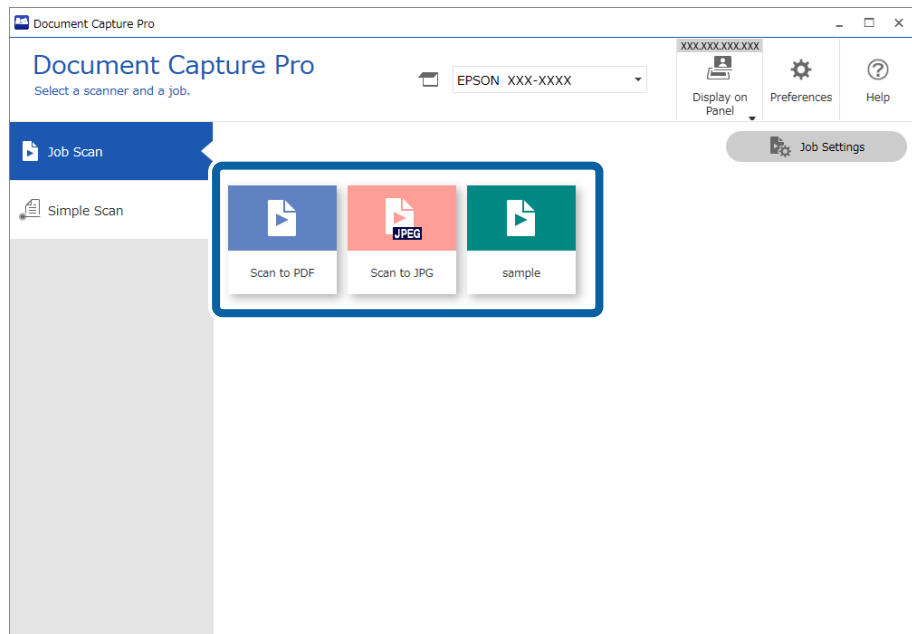 Document Capture Pro
Document Capture Pro
Select a scanner and a job.
EPSON XXX-XXXX
XXX.XXX.XXX.XXX
Display on
Panel
Preferences
Help
Job Scan
Job Settings
Simple Scan
JPEG
Scan to PDF
Scan to JPG
sample